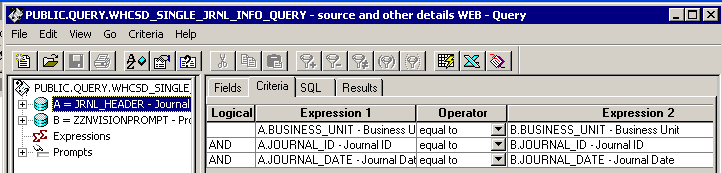 PUBLIC.QUERY.WHCSD_SINGLE_JRNL_INFO_QUERY - source and other details WEB - Query
File Edit View Go Criteria Help
PUBLIC.QUERY.WHCSD_SINGLE
A = JRNL_HEADER - Journal
B = ZZNVISIONPROMPT - Pro
Expressions
Prompts
Fields Criteria SQL Results
Logical Expression 1 Operator Expression 2
A.BUSINESS_UNIT - Business U equal to B.BUSINESS_UNIT - Business Unit
AND A.JOURNAL_ID - Journal ID equal to B.JOURNAL_ID - Journal ID
AND A.JOURNAL_DATE - Journal Dat equal to B.JOURNAL_DATE - Journal Date